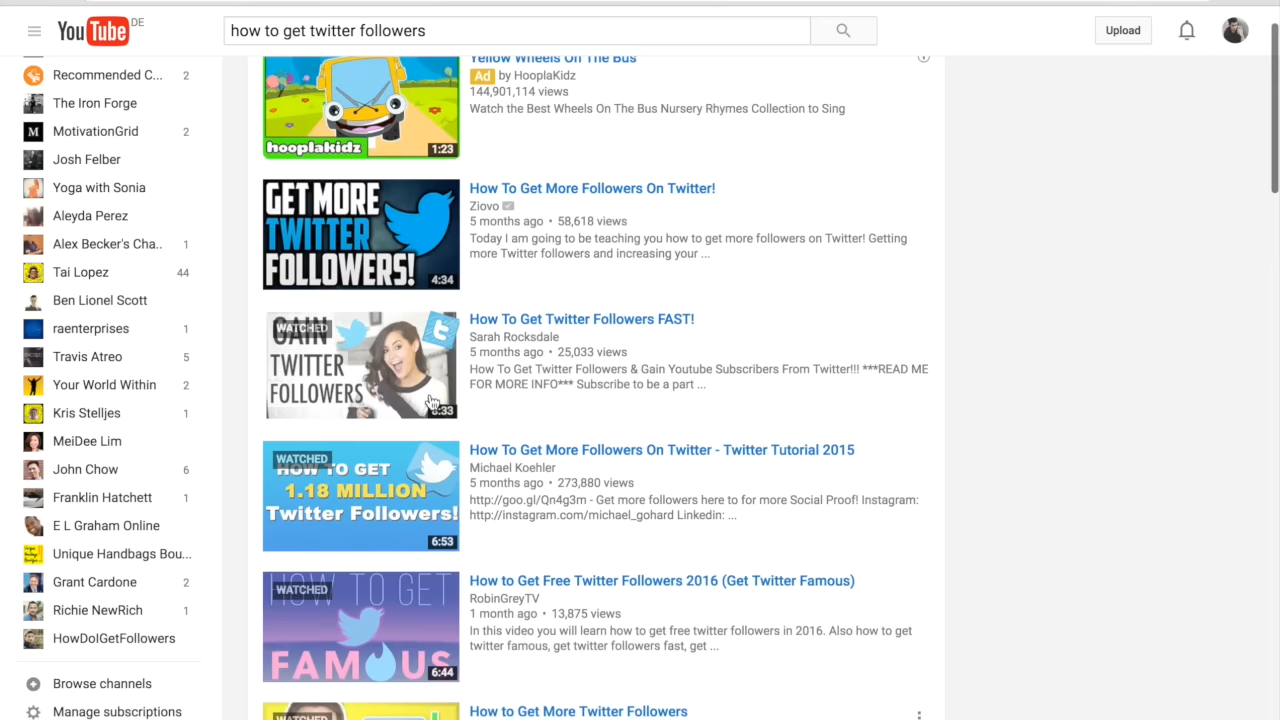 YouTube DE
how to get twitter followers
Upload
Recommended C... 2
The Iron Forge
M MotivationGrid 2
Josh Felber
Yoga with Sonia
Aleyda Perez
Alex Becker's Cha.. 1
Tai Lopez 44
Ben Lionel Scott
raenterprises 1
Travis Atreo 5
Your World Within 2
Kris Stelljes 1
MeiDee Lim
John Chow 6
Franklin Hatchett 1
E L Graham Online
Unique Handbags Bou...
Grant Cardone 2
Richie NewRich 1
HowDoIGetFollowers
Browse channels
Manage subscriptions
hooplakidz
1:23
Yellow Wheels On The Bus
Ad by HooplaKidz
144,901,114 views
Watch the Best Wheels On The Bus Nursery Rhymes Collection to Sing
GET MORE
TWITTER
FOLLOWERS!
4:34
How To Get More Followers On Twitter!
Ziovo
5 months ago • 58,618 views
Today I am going to be teaching you how to get more followers on Twitter! Getting
more Twitter followers and increasing your ...
WATCHED
GAIN
TWITTER
FOLLOWERS
:33
How To Get Twitter Followers FAST!
Sarah Rocksdale
5 months ago • 25,033 views
How To Get Twitter Followers & Gain Youtube Subscribers From Twitter!!! ***READ ME
FOR MORE INFO*** Subscribe to be a part ...
WATCHED
HOW TO GET
1.18 MILLION
Twitter Followers!
6:53
How To Get More Followers On Twitter - Twitter Tutorial 2015
Michael Koehler
5 months ago • 273,880 views
http://goo.gl/Qn4g3m - Get more followers here to for more Social Proof! Instagram:
http://instagram.com/michael_gohard Linkedin: ...
WATCHED
HOW TO GET
FAMOUS
6:44
How to Get Free Twitter Followers 2016 (Get Twitter Famous)
RobinGreyTV
1 month ago • 13,875 views
In this video you will learn how to get free twitter followers in 2016. Also how to get
twitter famous, get twitter followers fast, get ...
WATCHED
How to Get More Twitter Followers